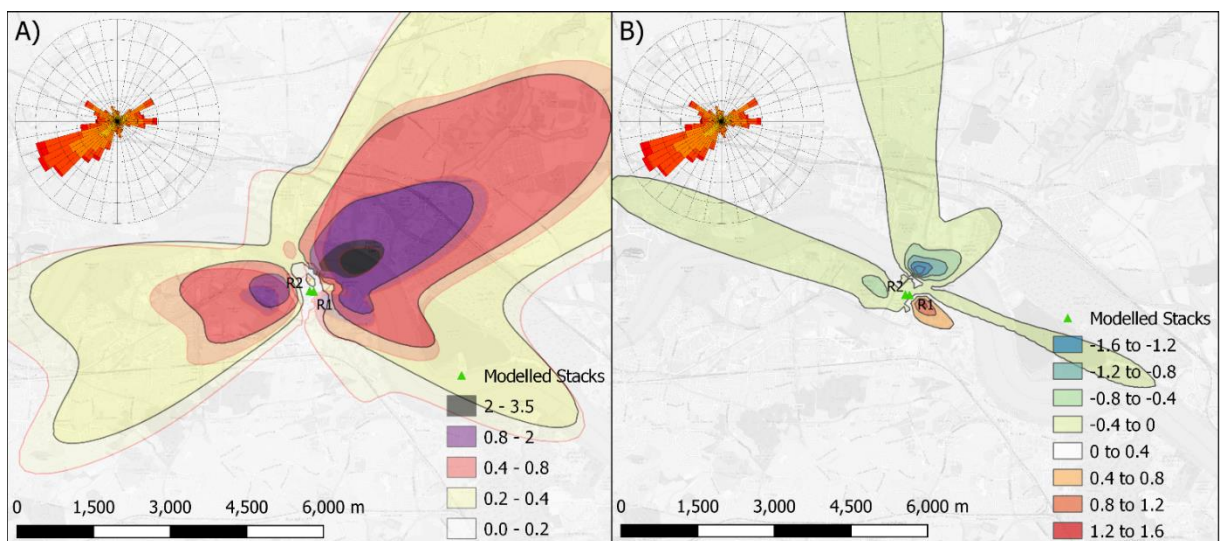 A)
R2
R1
Modelled Stacks
2 - 3.5
0.8 - 2
0.4 - 0.8
0.2 - 0.4
0.0 - 0.2
0 1,500 3,000 4,500 6,000 m
B)
R2
R1
Modelled Stacks
-1.6 to -1.2
-1.2 to -0.8
-0.8 to -0.4
-0.4 to 0
0 to 0.4
0.4 to 0.8
0.8 to 1.2
1.2 to 1.6
0 1,500 3,000 4,500 6,000 m